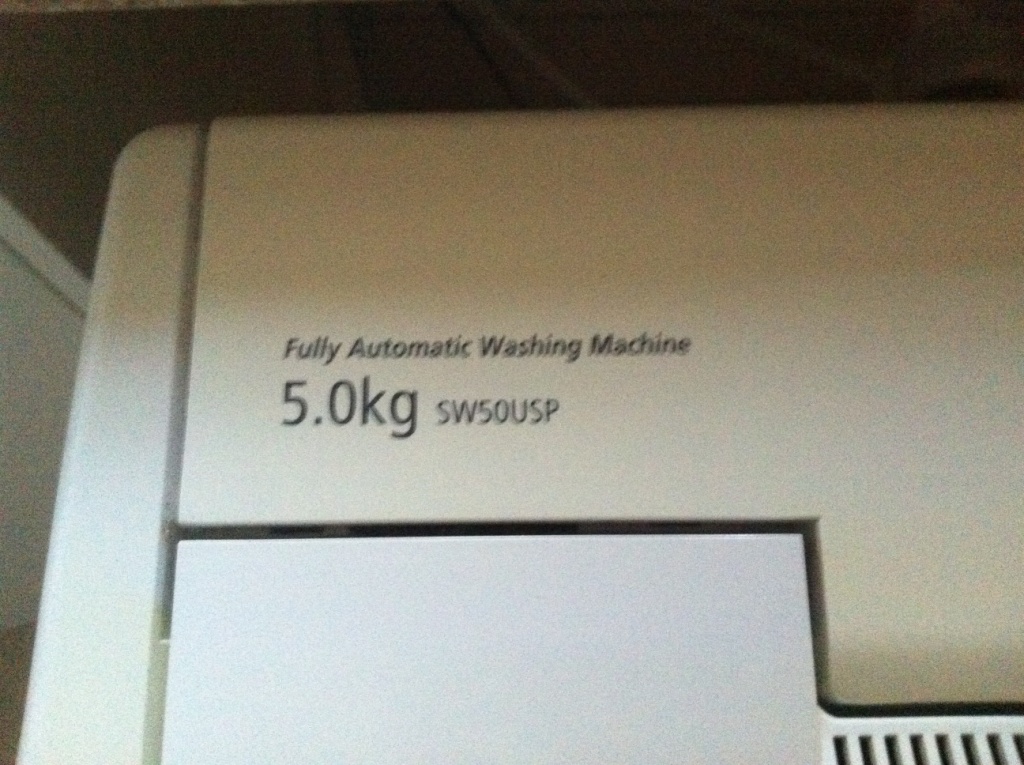 Fully Automatic Washing Machine
5.0kg SW50USP